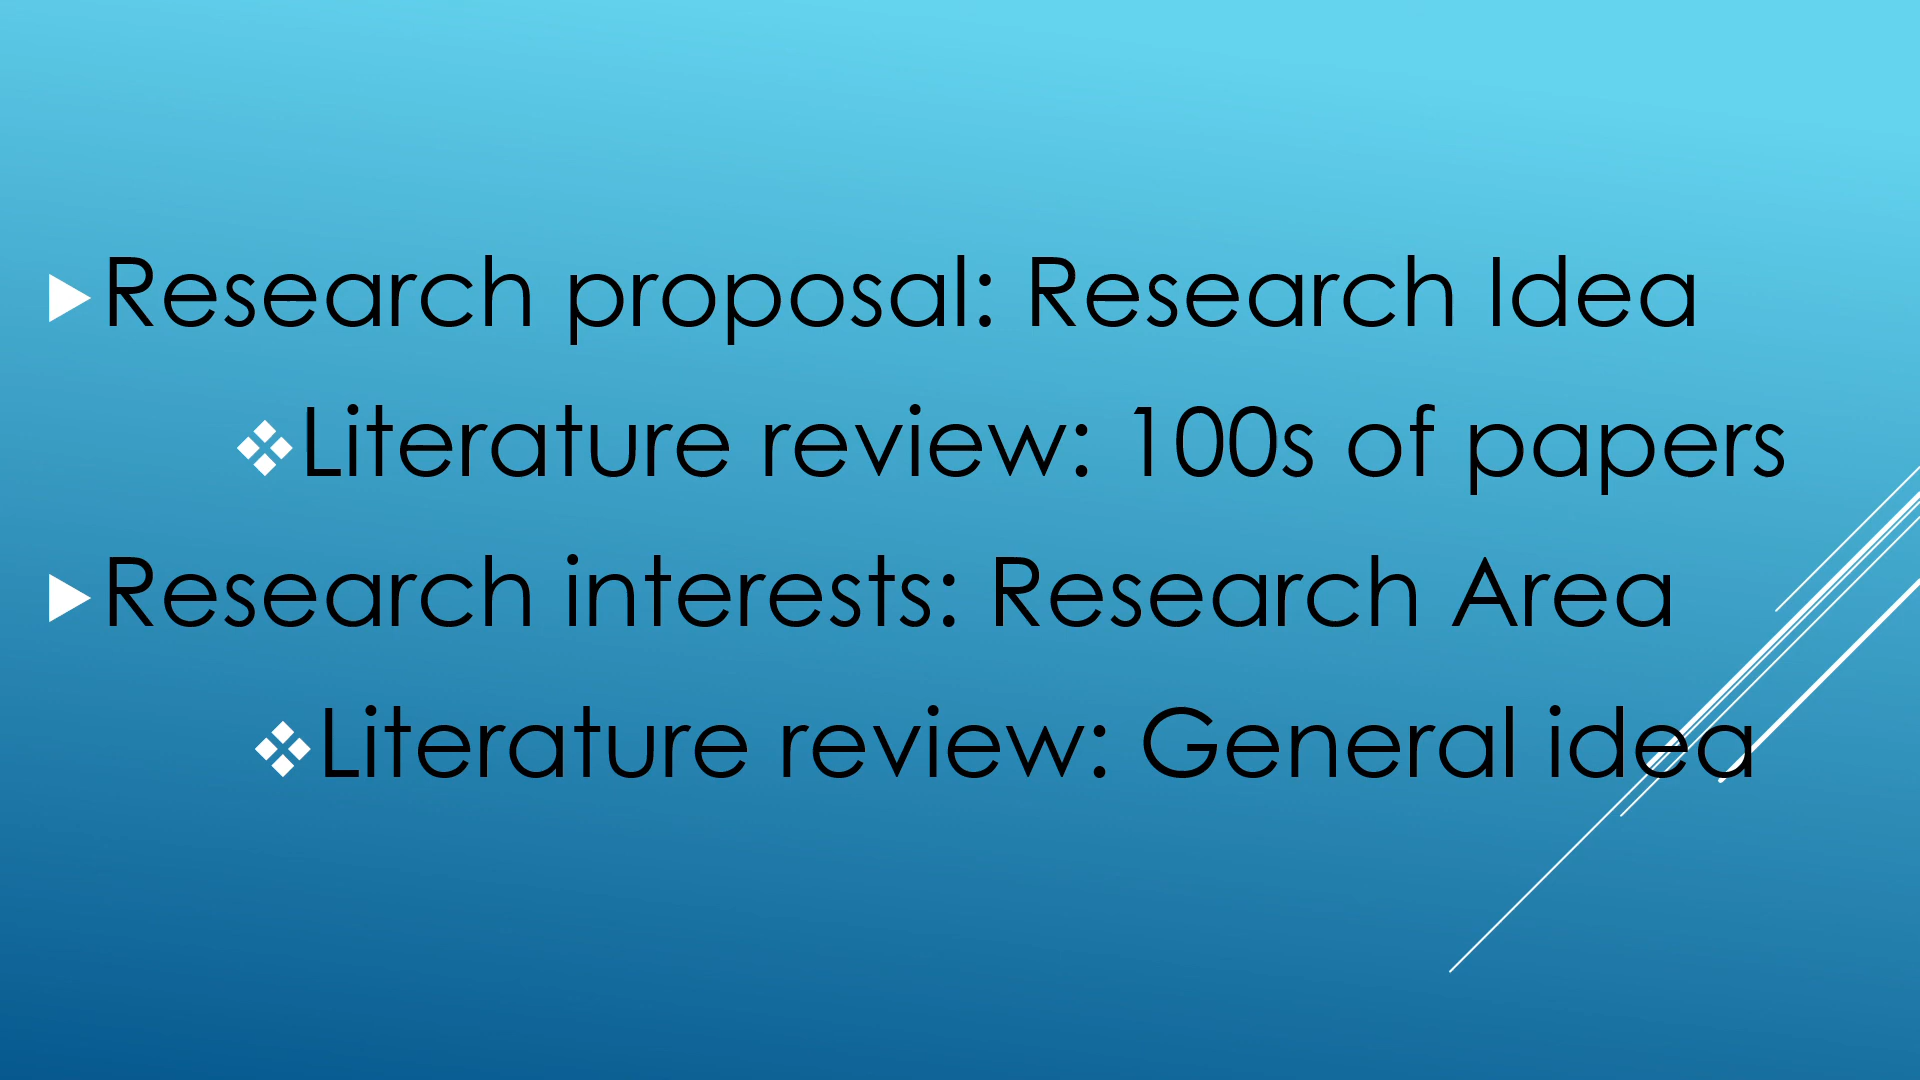 Research proposal: Research Idea
Literature review: 100s of papers
Research interests: Research Area
Literature review: General idea